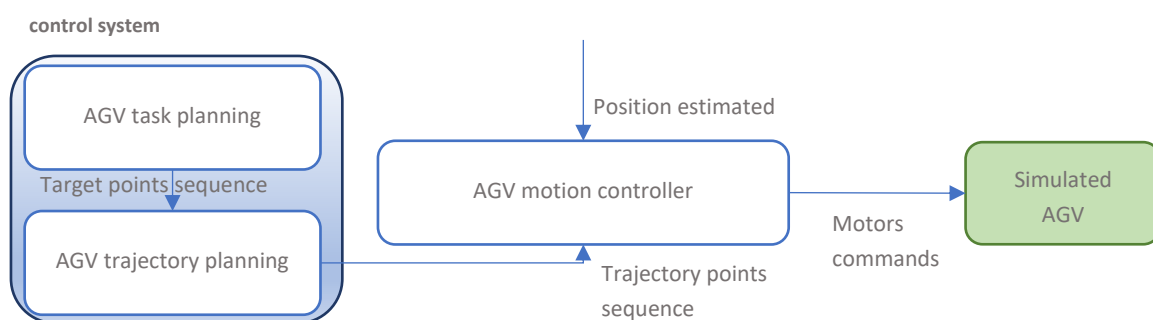 control system
AGV task planning
Target points sequence
AGV trajectory planning
Position estimated
AGV motion controller
Trajectory points
sequence
Motors
commands
Simulated
AGV